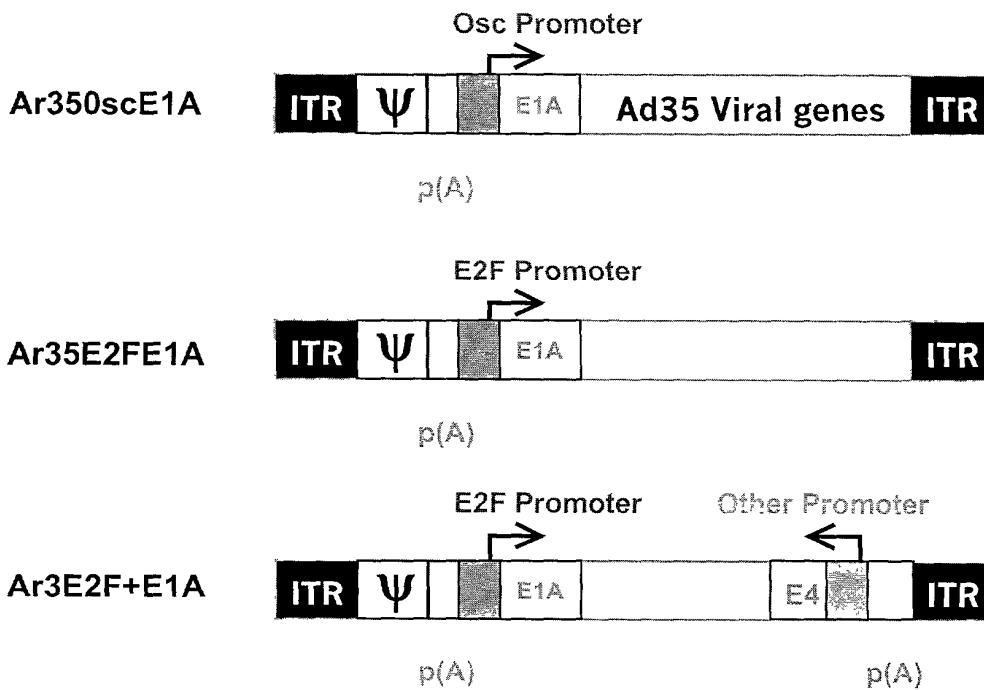 Osc Promoter
Ar350scE1A
ITR Ψ E1A Ad35 Viral genes ITR
p(A)
E2F Promoter
Ar35E2FE1A
ITR Ψ E1A ITR
p(A)
E2F Promoter Other Promoter
Ar3E2F+E1A
ITR Ψ E1A E4 ITR
p(A) p(A)